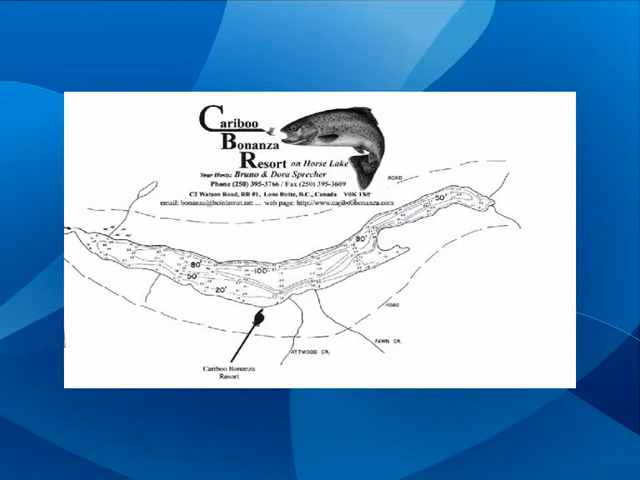 Cariboo
Bonanza
Resort on Horse Lake
Your Hosts: Bruno & Dora Sprecher
Phone (250) 395-3766 / Fax (250) 395-3609
C2 Watson Road, RR #1, Lone Butte, B.C., Canada V0K 1X0
email: bonanza@bcinternet.net ... web page: http://www.cariboobonanza.com
ROAD
50'
80'
80'
100'
50'
20'
ROAD
FAWN CR.
ATTWOOD CR.
Cariboo Bonanza
Resort